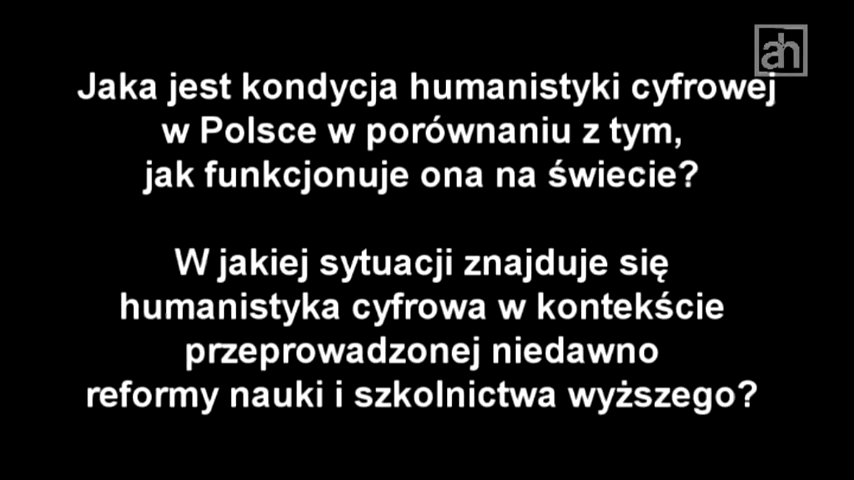 ah
Jaka jest kondycja humanistyki cyfrowej
w Polsce w porównaniu z tym,
jak funkcjonuje ona na świecie?
W jakiej sytuacji znajduje się
humanistyka cyfrowa w kontekście
przeprowadzonej niedawno
reformy nauki i szkolnictwa wyższego?